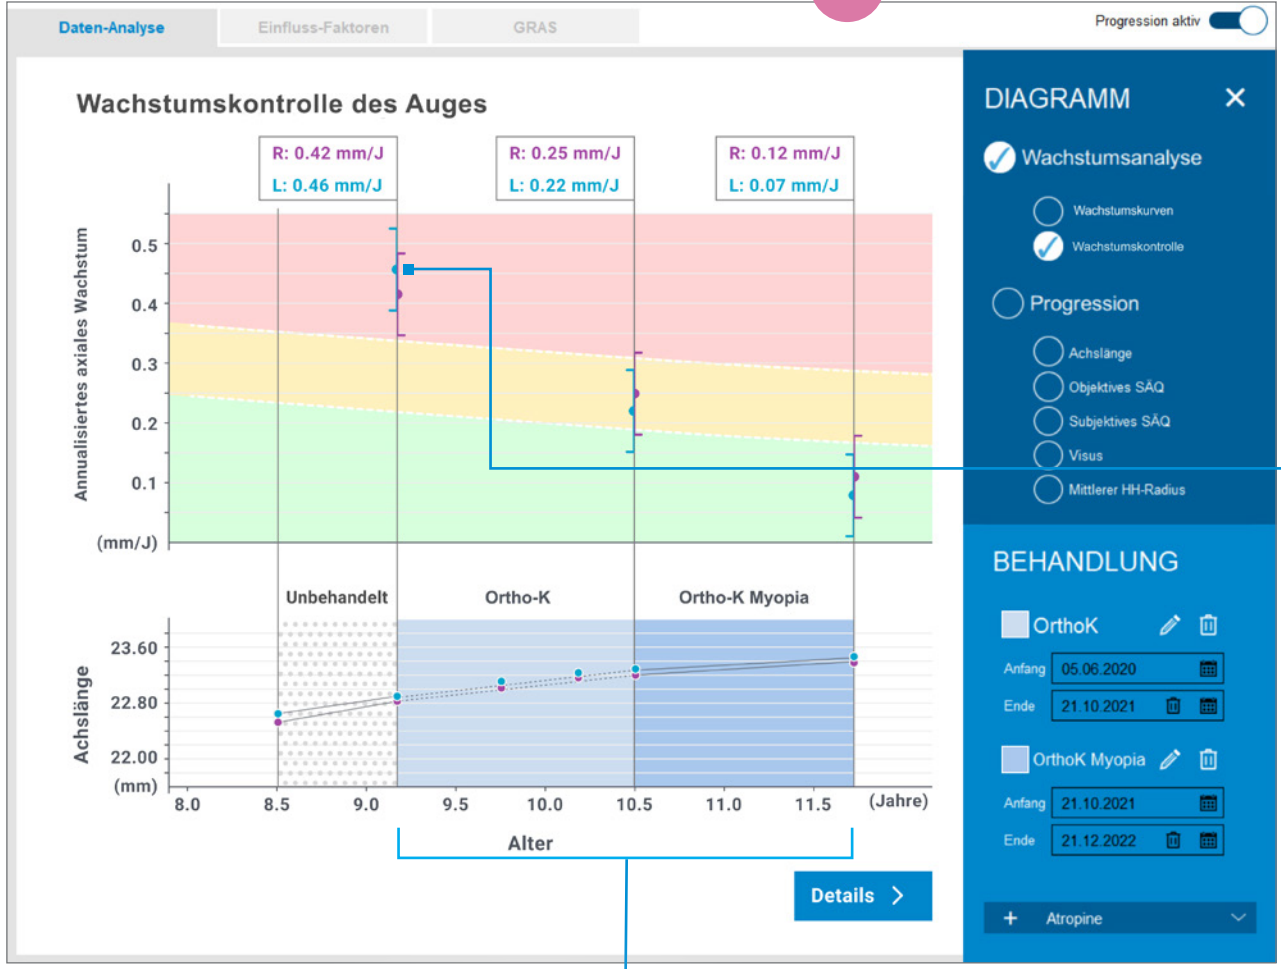 Daten-Analyse
Einfluss-Faktoren
GRAS
Progression aktiv
Wachstumskontrolle des Auges
R: 0.42 mm/J
L: 0.46 mm/J
R: 0.25 mm/J
L: 0.22 mm/J
R: 0.12 mm/J
L: 0.07 mm/J
Annualisiertes axiales Wachstum
0.5
0.4
0.3
0.2
0.1
(mm/J)
Unbehandelt
Ortho-K
Ortho-K Myopia
Achslänge
23.60
22.80
22.00
(mm)
8.0
8.5
9.0
9.5
10.0
10.5
11.0
11.5
(Jahre)
Alter
Details
DIAGRAMM
Wachstumsanalyse
Wachstumskurven
Wachstumskontrolle
Progression
Achslänge
Objektives SÄQ
Subjektives SÄQ
Visus
Mittlerer HH-Radius
BEHANDLUNG
OrthoK
Anfang 05.06.2020
Ende 21.10.2021
OrthoK Myopia
Anfang 21.10.2021
Ende 21.12.2022
+ Atropine